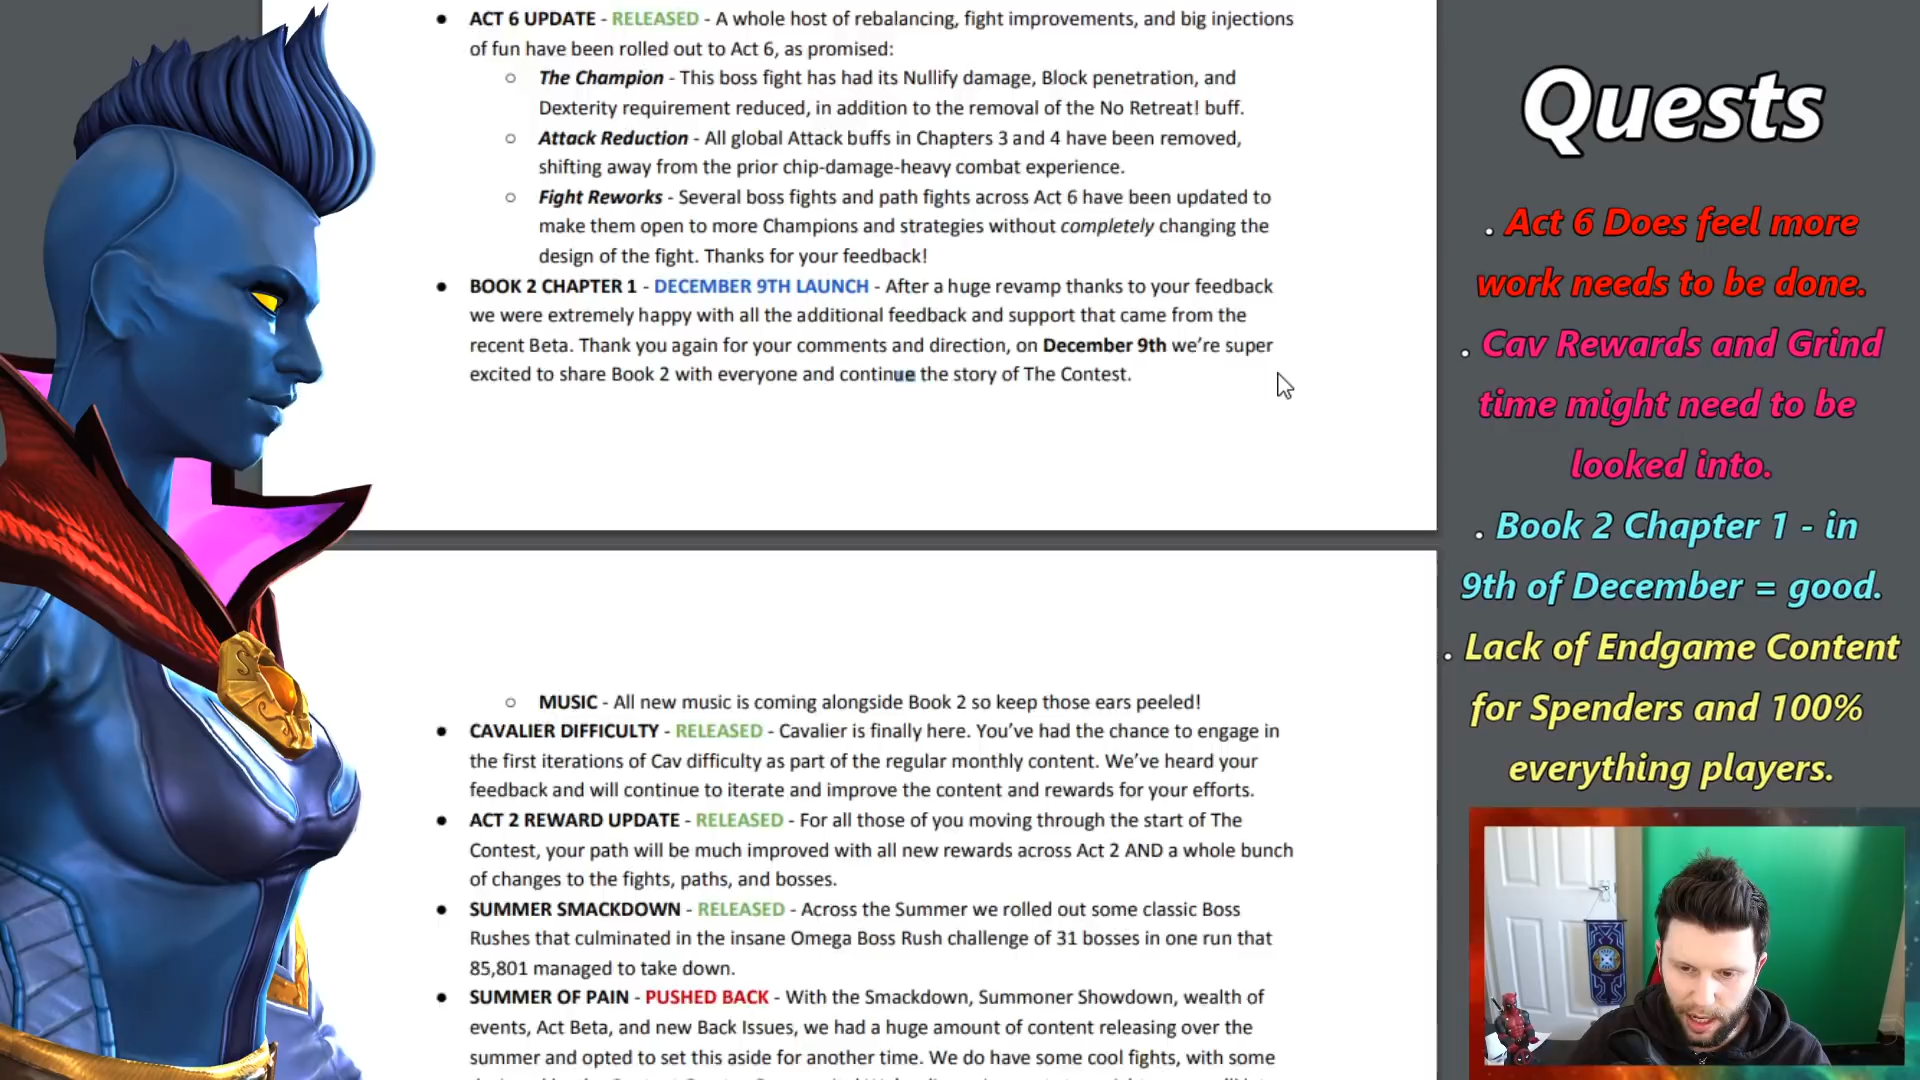 ACT 6 UPDATE - RELEASED - A whole host of rebalancing, fight improvements, and big injections
of fun have been rolled out to Act 6, as promised:
The Champion - This boss fight has had its Nullify damage, Block penetration, and
Dexterity requirement reduced, in addition to the removal of the No Retreat! buff.
Attack Reduction - All global Attack buffs in Chapters 3 and 4 have been removed,
shifting away from the prior chip-damage-heavy combat experience.
Fight Reworks - Several boss fights and path fights across Act 6 have been updated to
make them open to more Champions and strategies without completely changing the
design of the fight. Thanks for your feedback!
BOOK 2 CHAPTER 1 - DECEMBER 9TH LAUNCH - After a huge revamp thanks to your feedback
we were extremely happy with all the additional feedback and support that came from the
recent Beta. Thank you again for your comments and direction, on December 9th we're super
excited to share Book 2 with everyone and continue the story of The Contest.
MUSIC - All new music is coming alongside Book 2 so keep those ears peeled!
CAVALIER DIFFICULTY - RELEASED - Cavalier is finally here. You've had the chance to engage in
the first iterations of Cav difficulty as part of the regular monthly content. We've heard your
feedback and will continue to iterate and improve the content and rewards for your efforts.
ACT 2 REWARD UPDATE - RELEASED - For all those of you moving through the start of The
Contest, your path will be much improved with all new rewards across Act 2 AND a whole bunch
of changes to the fights, paths, and bosses.
SUMMER SMACKDOWN - RELEASED - Across the Summer we rolled out some classic Boss
Rushes that culminated in the insane Omega Boss Rush challenge of 31 bosses in one run that
85,801 managed to take down.
SUMMER OF PAIN - PUSHED BACK - With the Smackdown, Summoner Showdown, wealth of
events, Act Beta, and new Back Issues, we had a huge amount of content releasing over the
summer and opted to set this aside for another time. We do have some cool fights, with some
Quests
. Act 6 Does feel more
work needs to be done.
. Cav Rewards and Grind
time might need to be
looked into.
. Book 2 Chapter 1 - in
9th of December = good.
. Lack of Endgame Content
for Spenders and 100%
everything players.